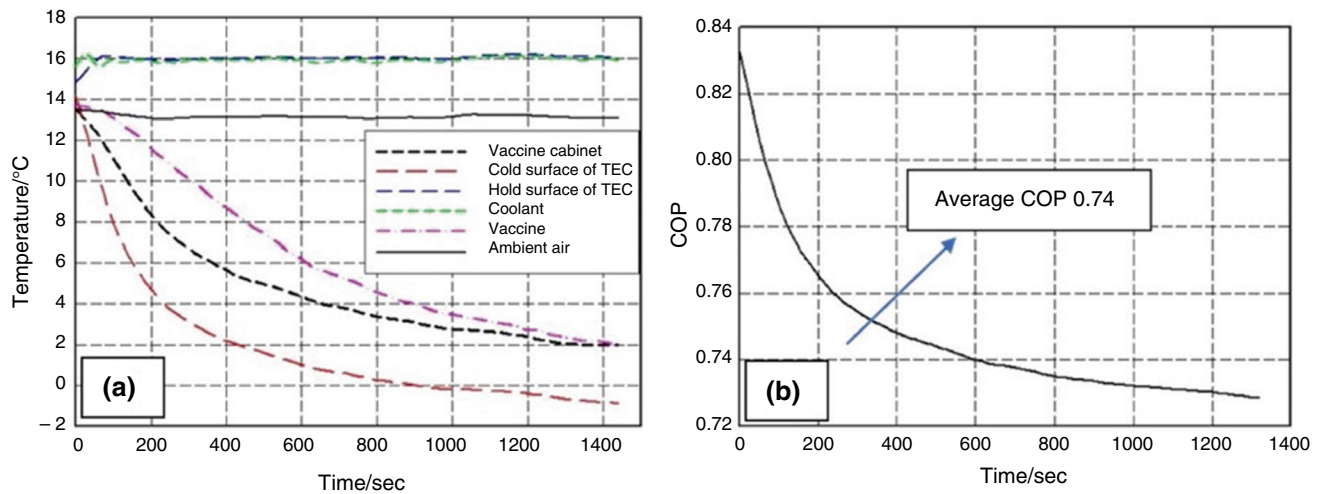 18
16
14
12
10
8
6
4
2
0
– 2
Temperature/°C
0
200
400
600
800
1000
1200
1400
Time/sec
Vaccine cabinet
Cold surface of TEC
Hold surface of TEC
Coolant
Vaccine
Ambient air
(a)
0.84
0.82
0.80
0.78
0.76
0.74
0.72
COP
0
200
400
600
800
1000
1200
1400
Time/sec
Average COP 0.74
(b)